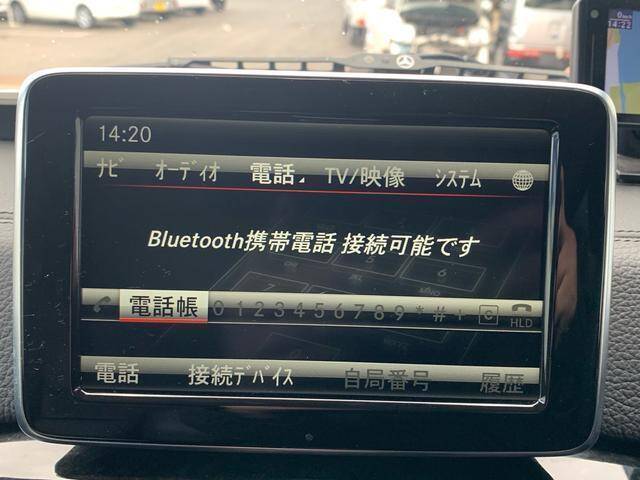 14:20
ナビ オーディオ 電話 TV/映像 システム
Bluetooth携帯電話 接続可能です
電話帳 0 1 2 3 4 5 6 7 8 9 * # + C HLD
電話 接続デバイス 自局番号 履歴